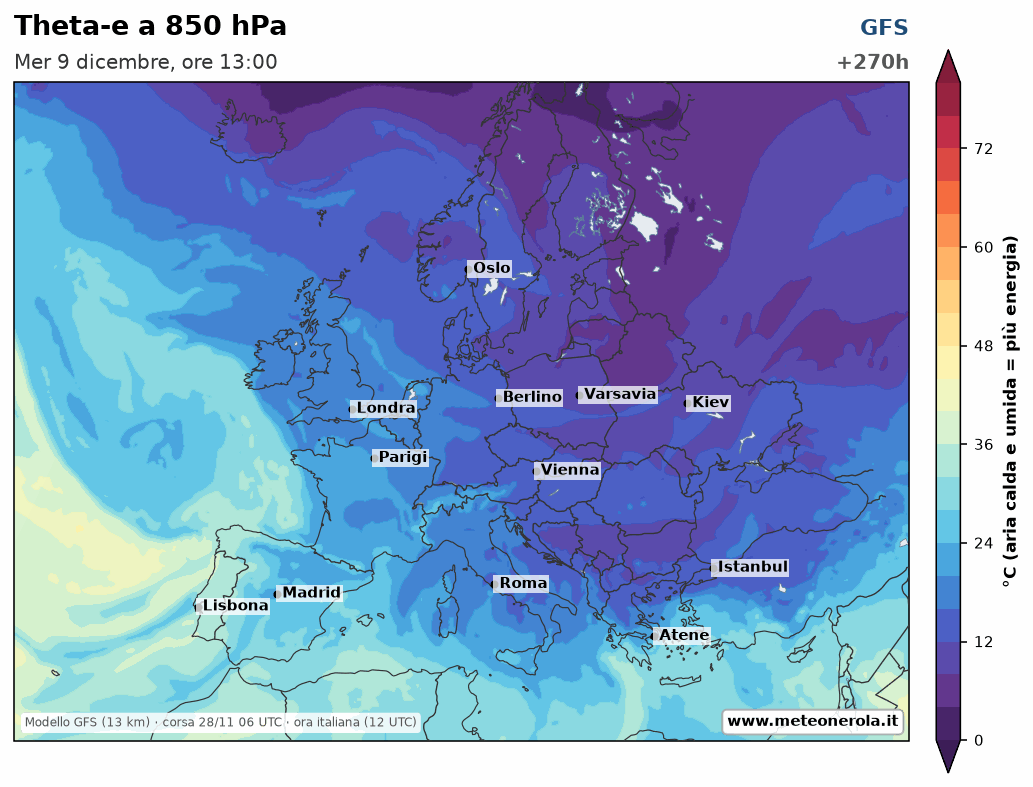 Theta-e a 850 hPa
GFS
Mer 9 dicembre, ore 13:00
+270h
72
60
48
36
24
12
0
°C (aria calda e umida = più energia)
Oslo
Londra
Berlino
Varsavia
Kiev
Parigi
Vienna
Istanbul
Roma
Madrid
Lisbona
Atene
Modello GFS (13 km) · corsa 28/11 06 UTC · ora italiana (12 UTC)
www.meteonerola.it